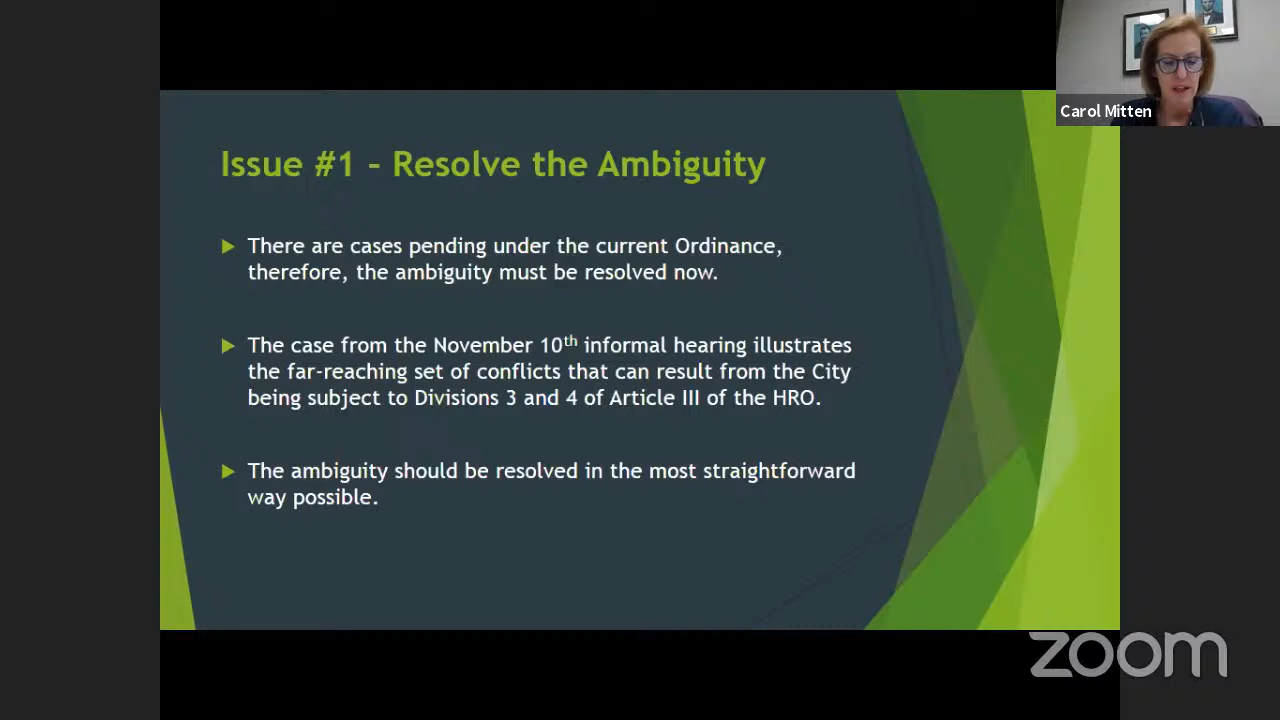 Carol Mitten
Issue #1 – Resolve the Ambiguity
There are cases pending under the current Ordinance,
therefore, the ambiguity must be resolved now.
The case from the November 10th informal hearing illustrates
the far-reaching set of conflicts that can result from the City
being subject to Divisions 3 and 4 of Article III of the HRO.
The ambiguity should be resolved in the most straightforward
way possible.
zoom